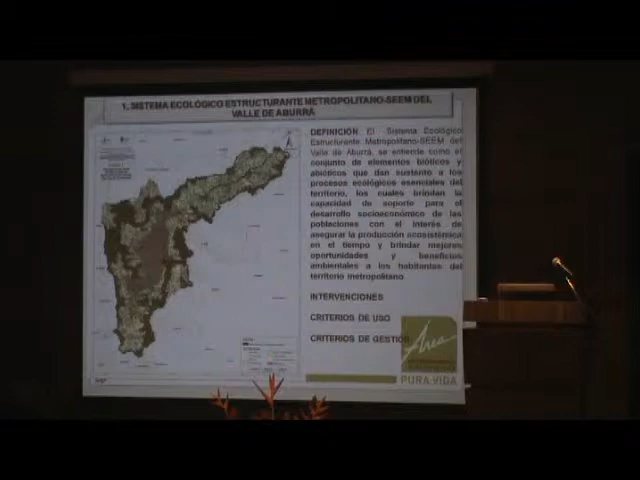 1. SISTEMA ECOLÓGICO ESTRUCTURANTE METROPOLITANO-SEEM DEL
VALLE DE ABURRÁ
DEFINICIÓN El Sistema Ecológico
Estructurante Metropolitano-SEEM del
Valle de Aburrá, se entiende como el
conjunto de elementos bióticos y
abióticos que dan sustento a los
procesos ecológicos esenciales del
territorio, los cuales brindan la
capacidad de soporte para el
desarrollo socioeconómico de las
poblaciones con el interés de
asegurar la producción ecosistémica
en el tiempo y brindar mejores
oportunidades y beneficios
ambientales a los habitantes del
territorio metropolitano
INTERVENCIONES
CRITERIOS DE USO
CRITERIOS DE GESTIÓN
Área
PURA VIDA